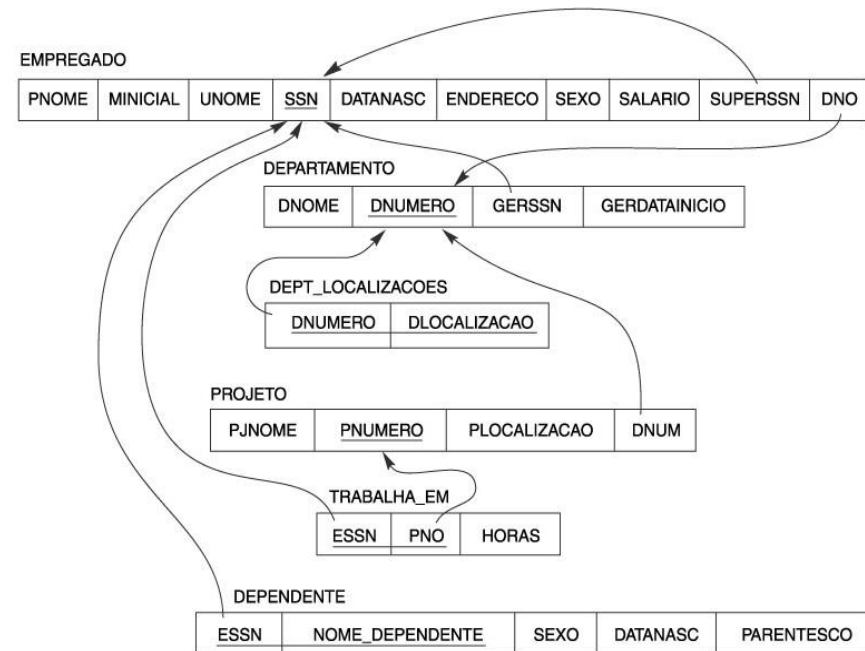 EMPREGADO
PNOME MINICIAL UNOME SSN DATANASC ENDERECO SEXO SALARIO SUPERSSN DNO
DEPARTAMENTO
DNOME DNUMERO GERSSN GERDATAINICIO
DEPT_LOCALIZACOES
DNUMERO DLOCALIZACAO
PROJETO
PJNOME PNUMERO PLOCALIZACAO DNUM
TRABALHA_EM
ESSN PNO HORAS
DEPENDENTE
ESSN NOME_DEPENDENTE SEXO DATANASC PARENTESCO